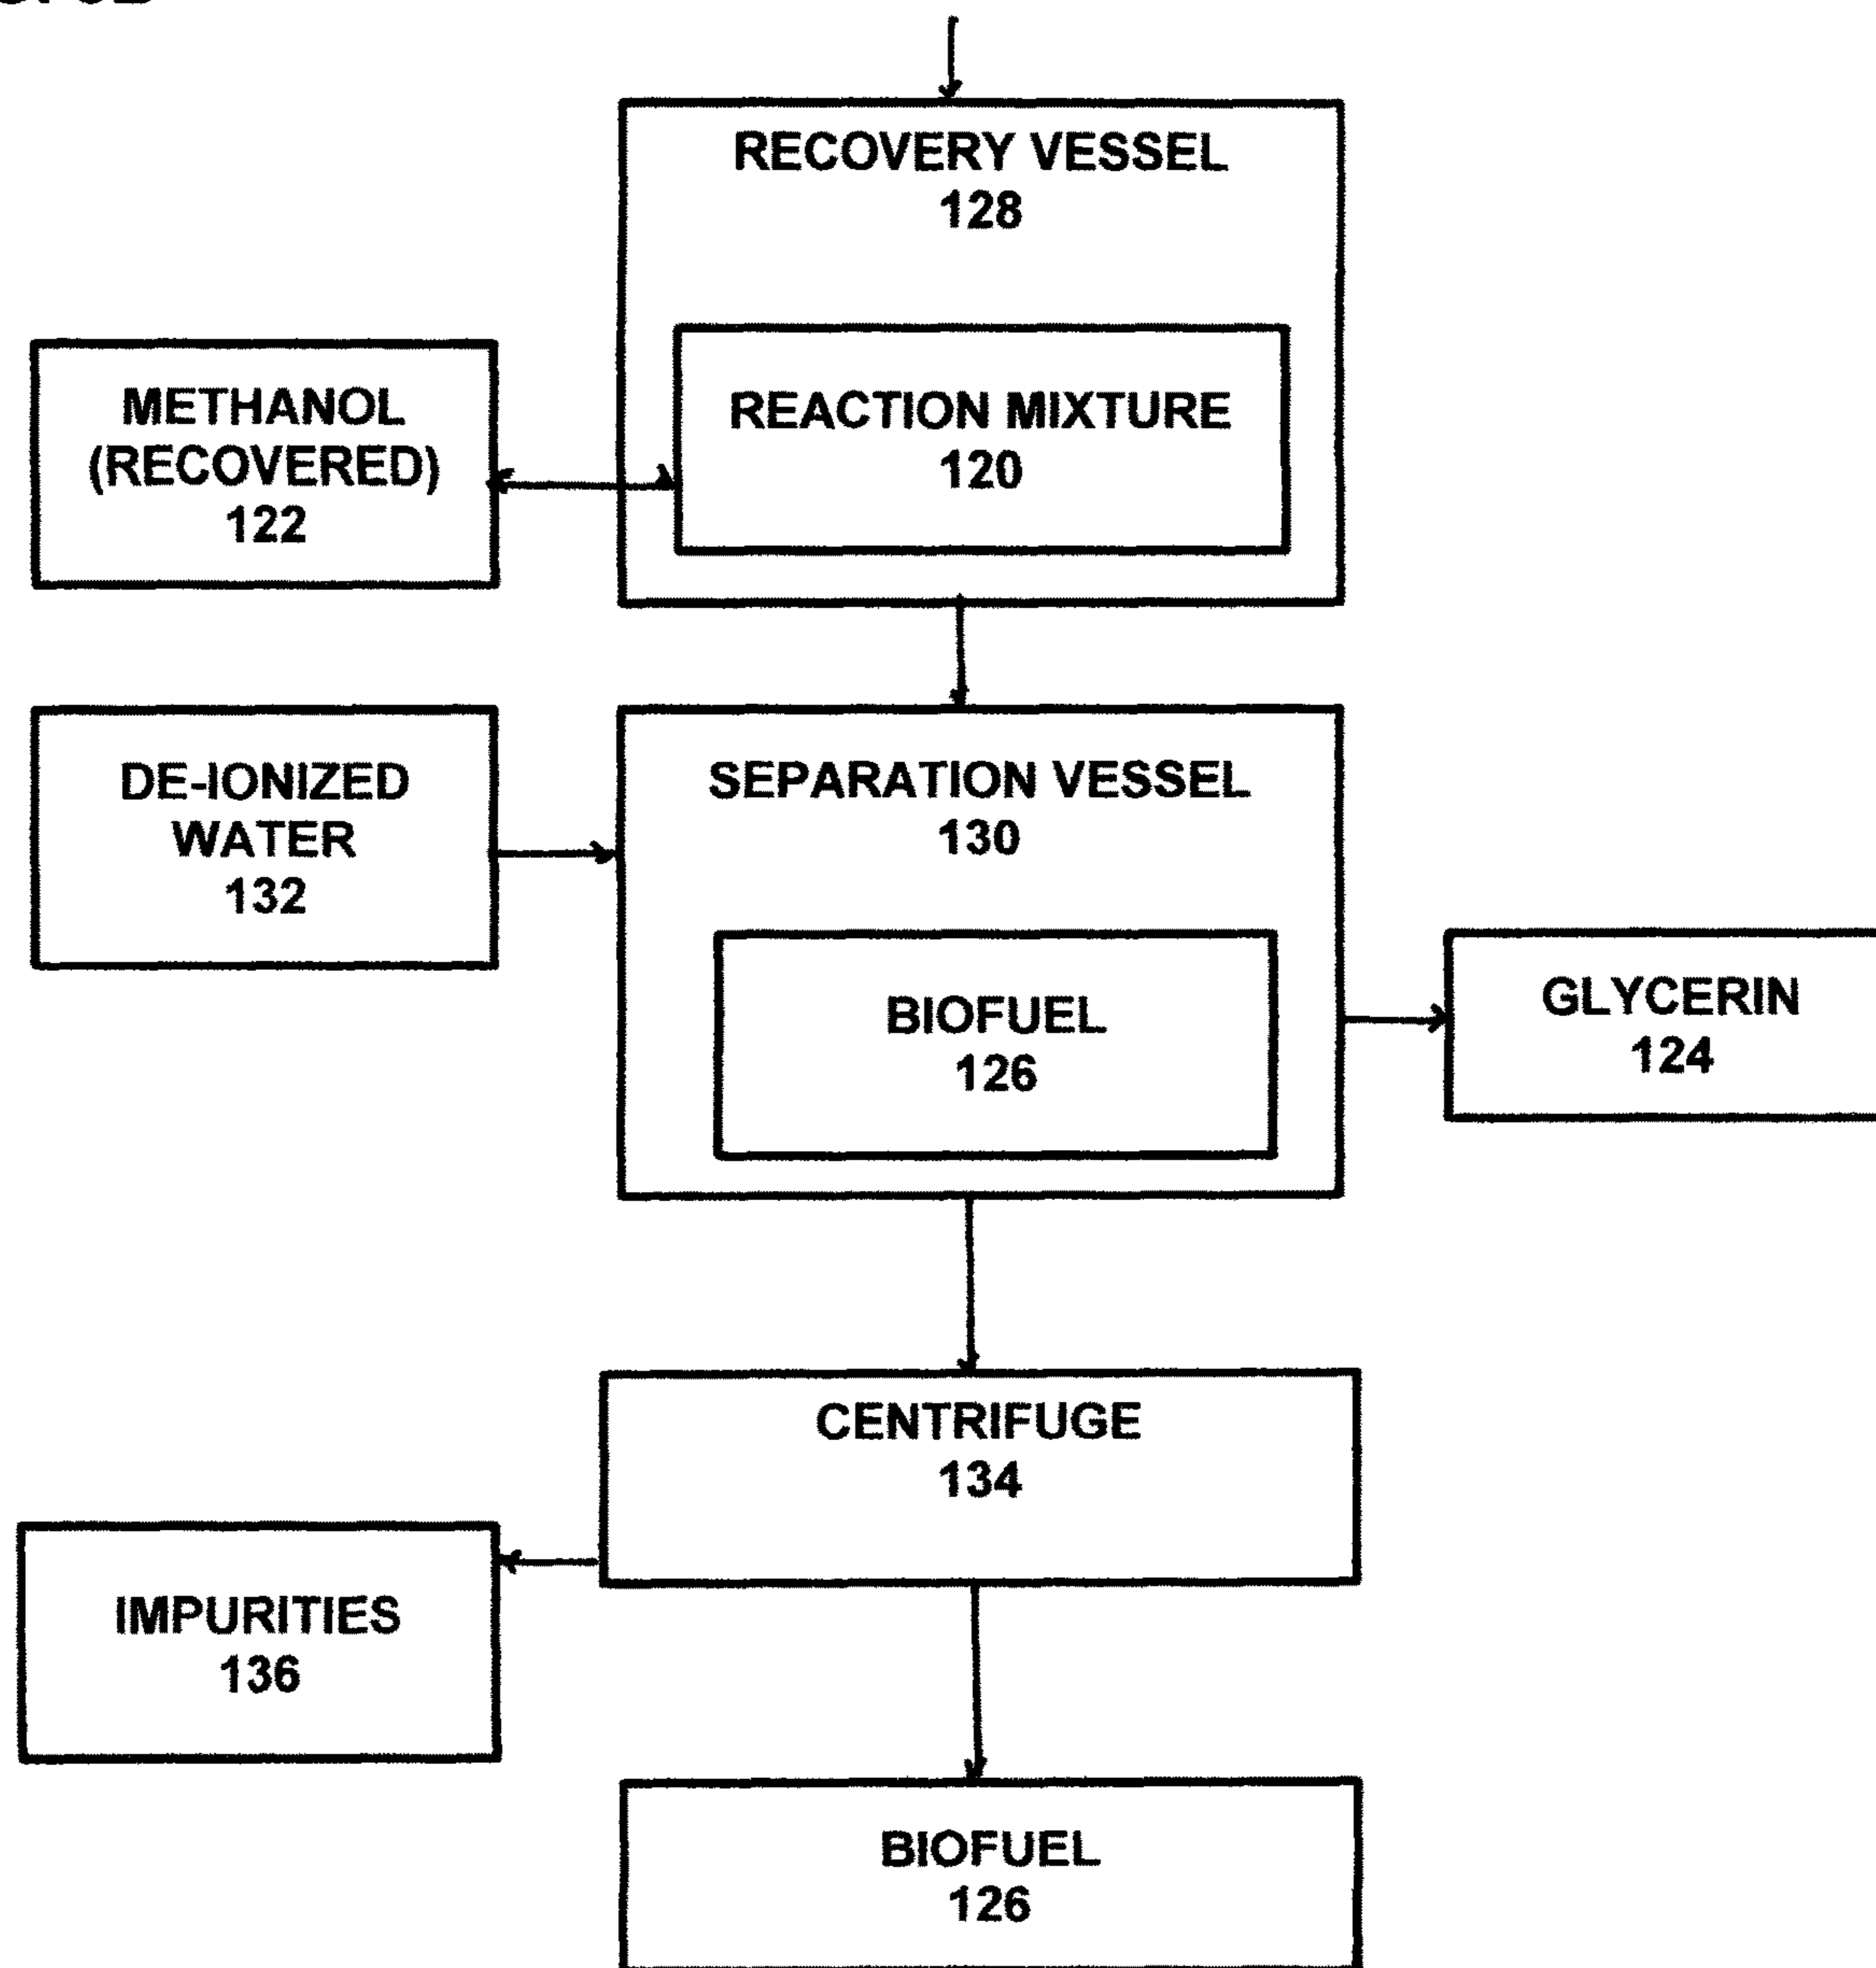 RECOVERY VESSEL
128
REACTION MIXTURE
120
METHANOL
(RECOVERED)
122
DE-IONIZED
WATER
132
SEPARATION VESSEL
130
BIOFUEL
126
GLYCERIN
124
CENTRIFUGE
134
IMPURITIES
136
BIOFUEL
126